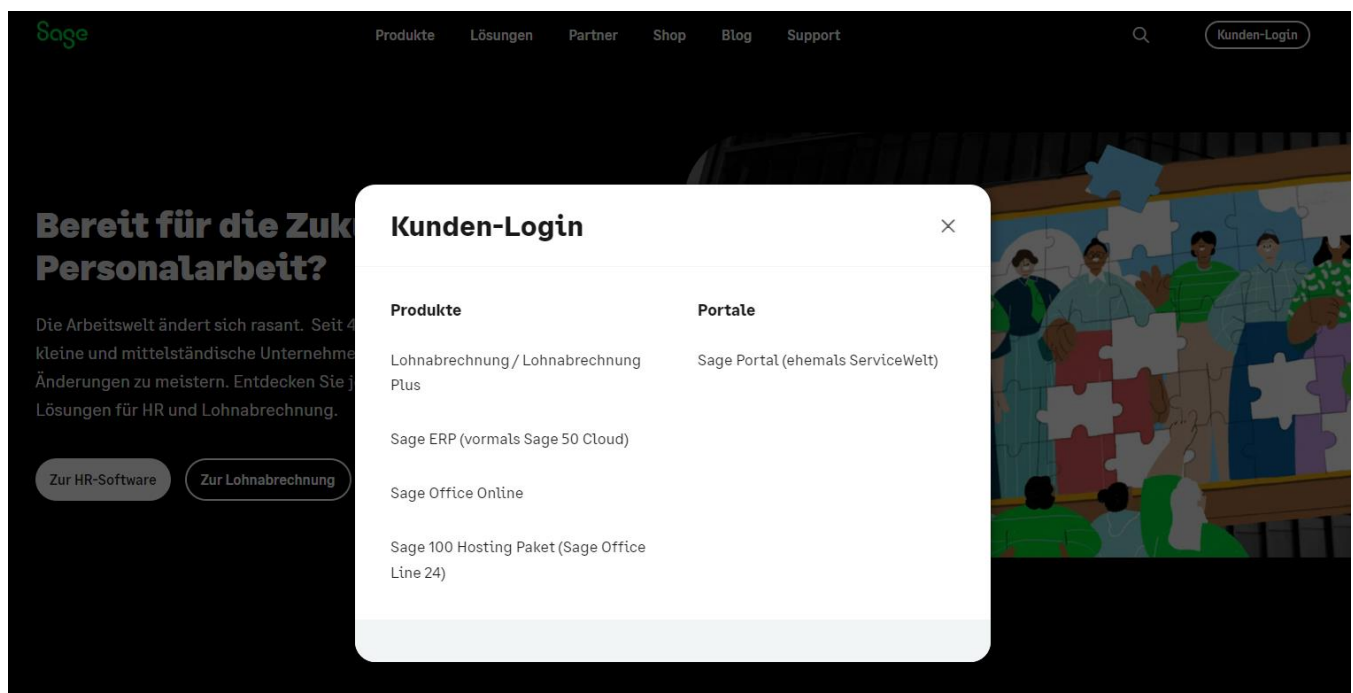 Sage
Produkte Lösungen Partner Shop Blog Support
Kunden-Login
Bereit für die
Personalarbeit?
Die Arbeitswelt ändert sich rasant. Seit
kleine und mittelständische
Änderungen zu meistern. Entdecken Sie
Lösungen für HR und Lohnabrechnung.
Zur HR-Software
Zur Lohnabrechnung
Kunden-Login
Produkte
Lohnabrechnung / Lohnabrechnung
Plus
Sage ERP (vormals Sage 50 Cloud)
Sage Office Online
Sage 100 Hosting Paket (Sage Office
Line 24)
Portale
Sage Portal (ehemals ServiceWelt)